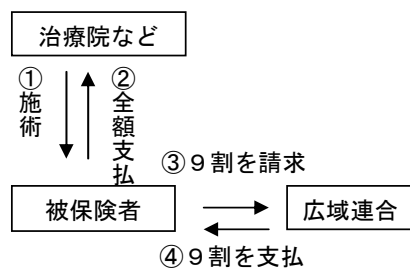 治療院など
①施術
②全額支払
③９割を請求
被保険者
広域連合
④９割を支払